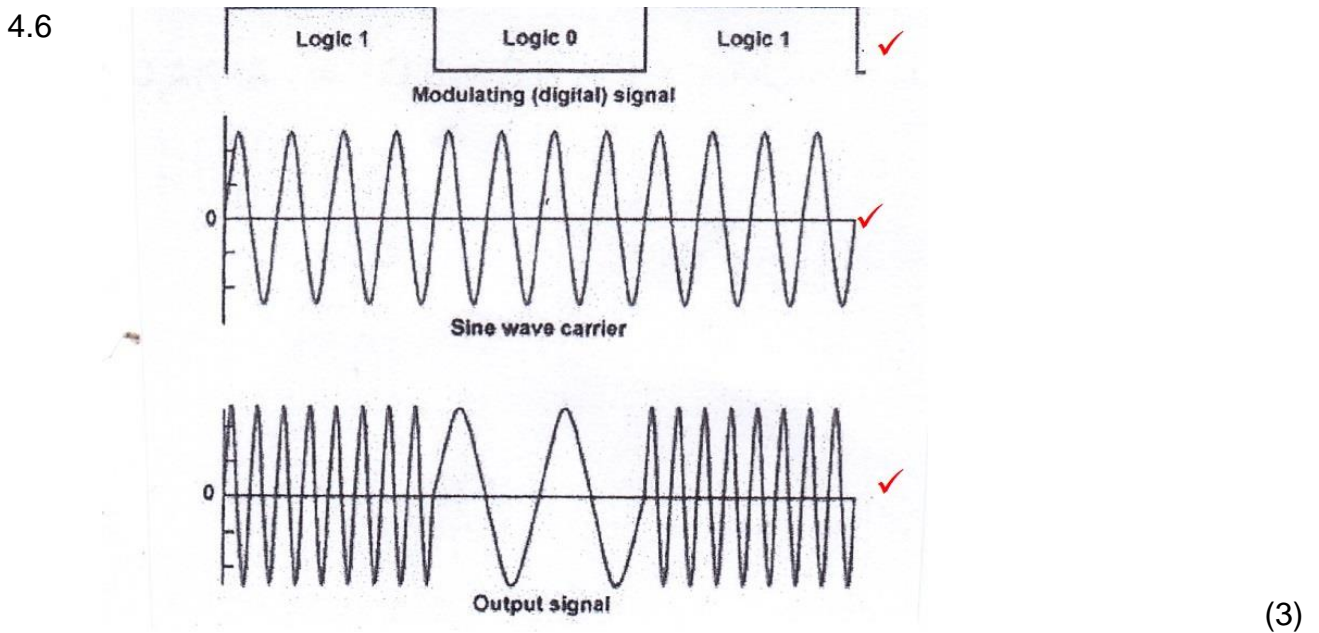 4.6
Logic 1 Logic 0 Logic 1
Modulating (digital) signal
0
Sine wave carrier
0
Output signal
(3)